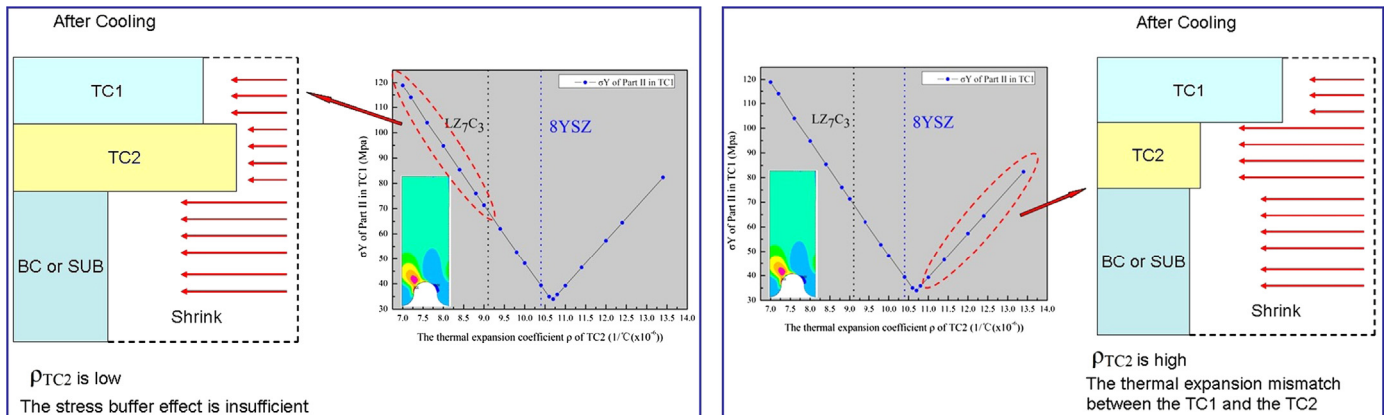 After Cooling
TC1
TC2
BC or SUB
Shrink
ρTC2 is low
The stress buffer effect is insufficient
σY of Part II in TC1
LZ7C3
8YSZ
σY of Part II in TC1 (Mpa)
120
110
100
90
80
70
60
50
40
30
7.0 7.5 8.0 8.5 9.0 9.5 10.0 10.5 11.0 11.5 12.0 12.5 13.0 13.5 14.0
The thermal expansion coefficient ρ of TC2 (1/℃(x10⁻⁶))
σY of Part II in TC1
LZ7C3
8YSZ
σY of Part II in TC1 (Mpa)
120
110
100
90
80
70
60
50
40
30
7.0 7.5 8.0 8.5 9.0 9.5 10.0 10.5 11.0 11.5 12.0 12.5 13.0 13.5 14.0
The thermal expansion coefficient ρ of TC2 (1/℃(x10⁻⁶))
After Cooling
TC1
TC2
BC or SUB
Shrink
ρTC2 is high
The thermal expansion mismatch
between the TC1 and the TC2